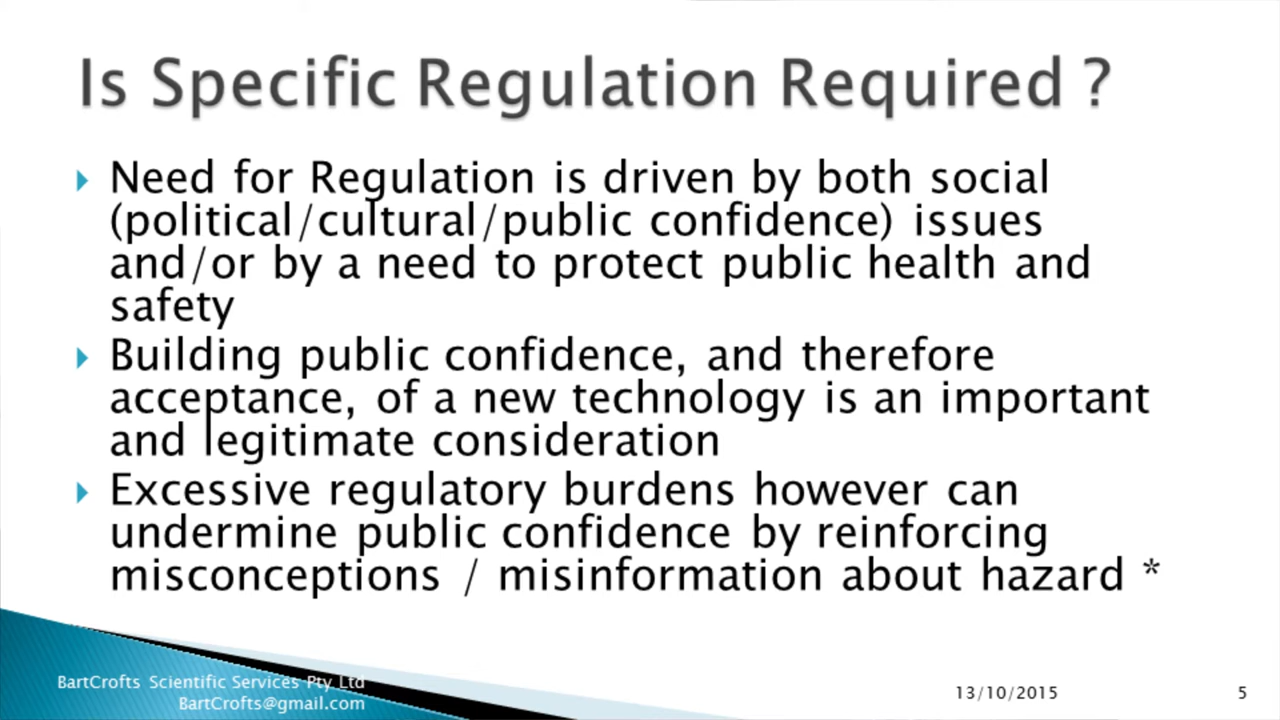 Is Specific Regulation Required ?
Need for Regulation is driven by both social
(political/cultural/public confidence) issues
and/or by a need to protect public health and
safety
Building public confidence, and therefore
acceptance, of a new technology is an important
and legitimate consideration
Excessive regulatory burdens however can
undermine public confidence by reinforcing
misconceptions / misinformation about hazard *
BartCrofts Scientific Services Pty Ltd
BartCrofts@gmail.com
13/10/2015
5